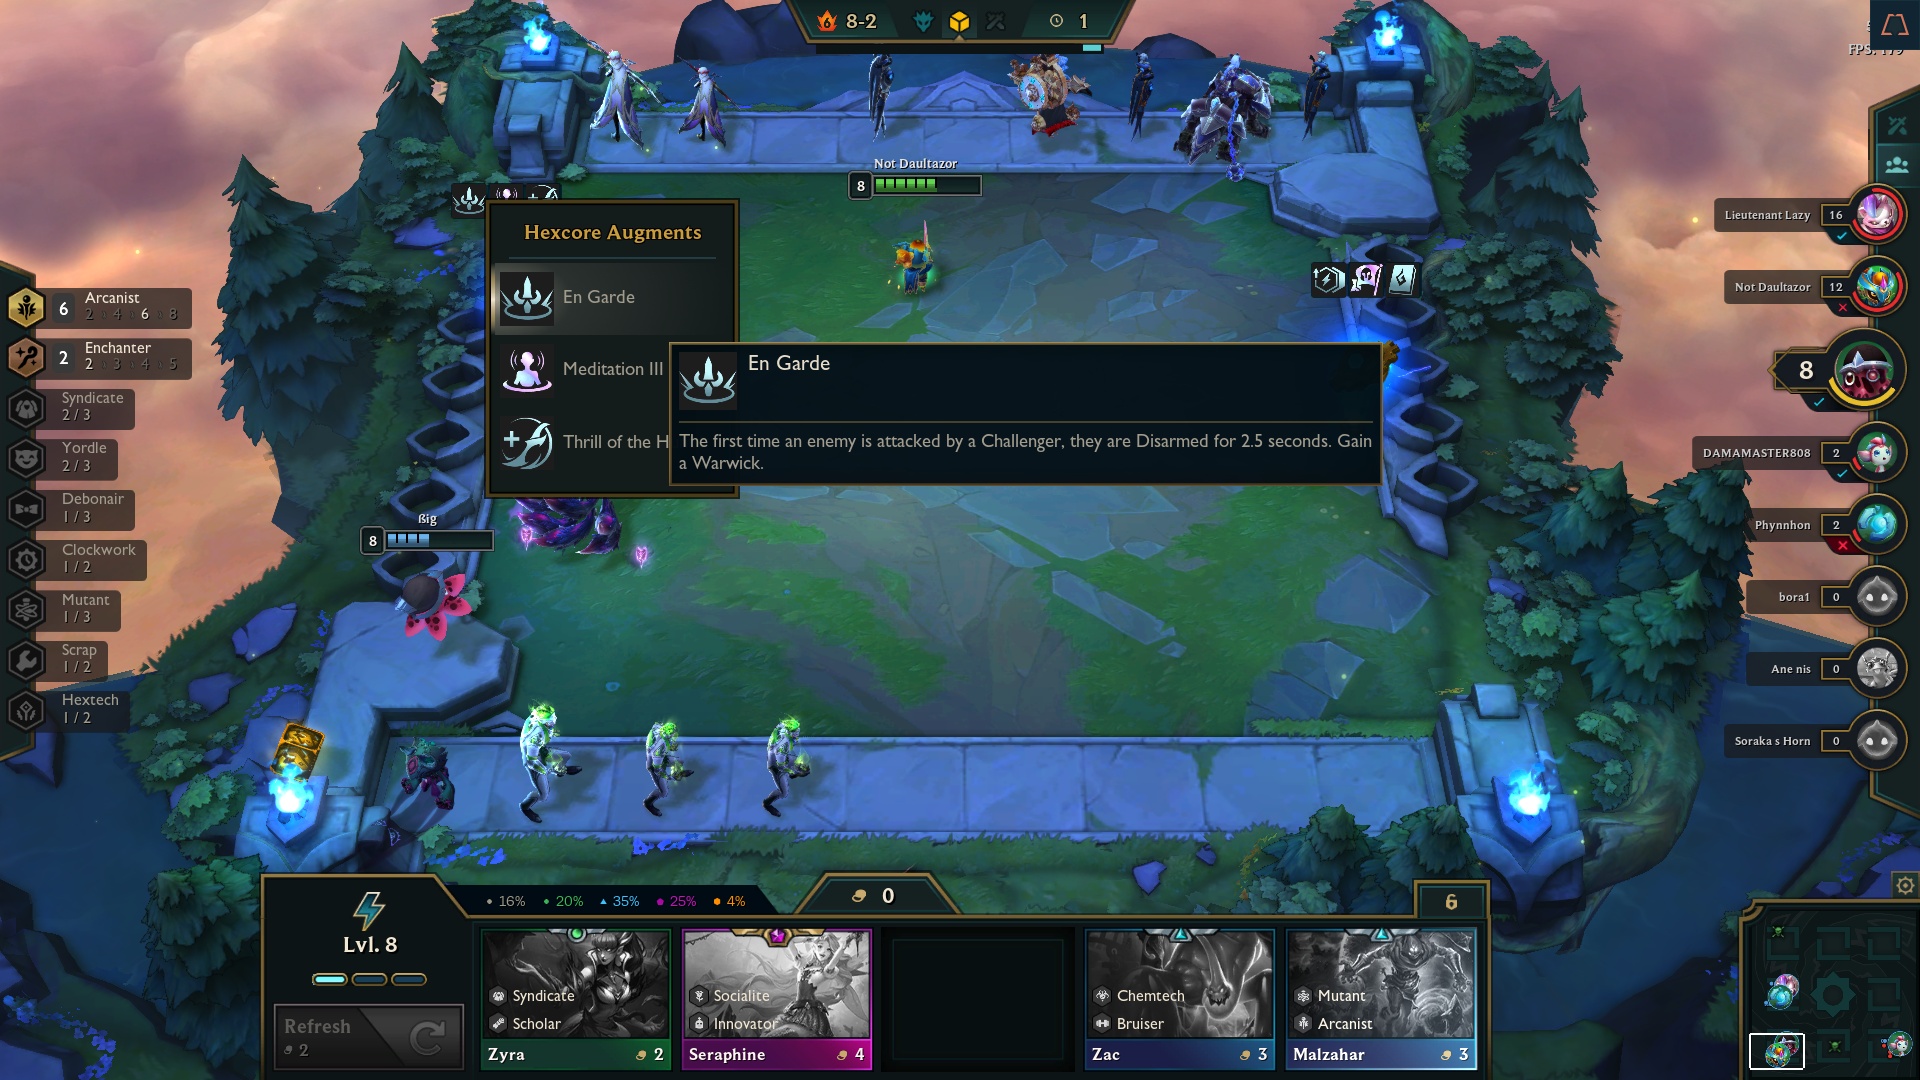 8-2
1
Not Daultazor
8
Hexcore Augments
En Garde
Meditation III
Thrill of the H
En Garde
The first time an enemy is attacked by a Challenger, they are Disarmed for 2.5 seconds. Gain
a Warwick.
6 Arcanist
2 4 6 8
2 Enchanter
2 3 4 5
Syndicate
2 / 3
Yordle
2 / 3
Debonair
1 / 3
Clockwork
1 / 2
Mutant
1 / 3
Scrap
1 / 2
Hextech
1 / 2
ßig
8
Lieutenant Lazy 16
Not Daultazor 12
8
DAMAMASTER808 2
Phynnhon 2
bora1 0
Ane nis 0
Soraka s Horn 0
Lvl. 8
16% 20% 35% 25% 4%
0
6
Refresh
2
Syndicate
Scholar
Zyra 2
Socialite
Innovator
Seraphine 4
Chemtech
Bruiser
Zac 3
Mutant
Arcanist
Malzahar 3